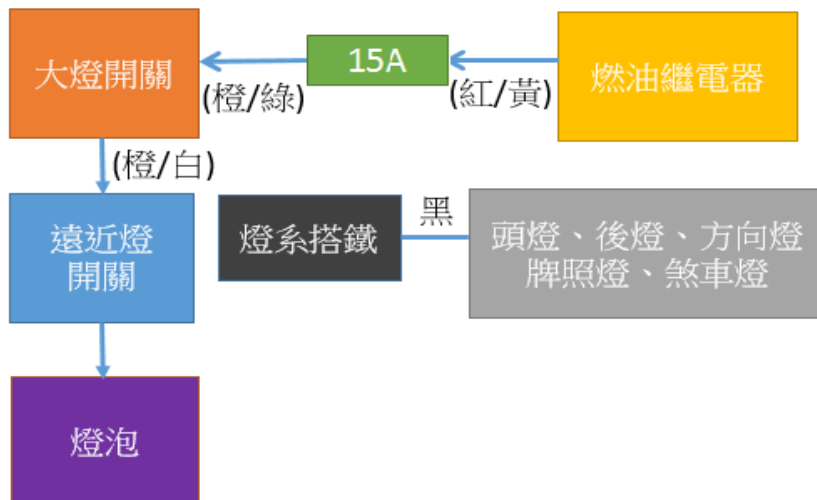 大燈開關
15A
燃油繼電器
(橙/綠)
(紅/黃)
(橙/白)
遠近燈
開關
燈系搭鐵
黑
頭燈、後燈、方向燈
牌照燈、煞車燈
燈泡